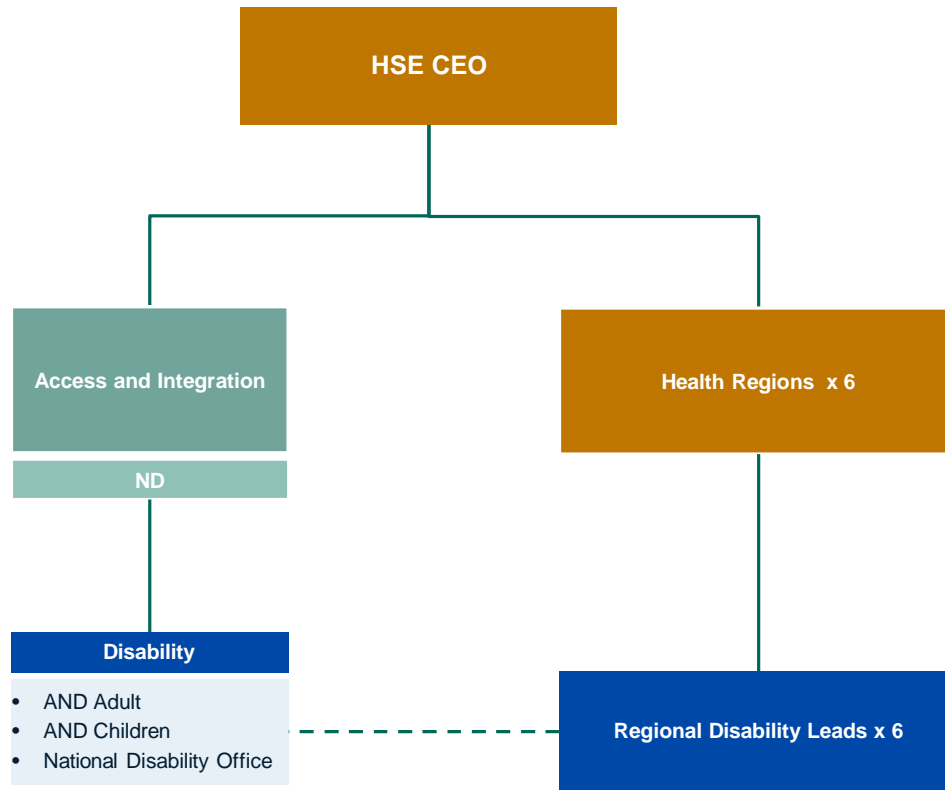 HSE CEO
Access and Integration
Health Regions x 6
ND
Disability
• AND Adult
• AND Children
• National Disability Office
Regional Disability Leads x 6